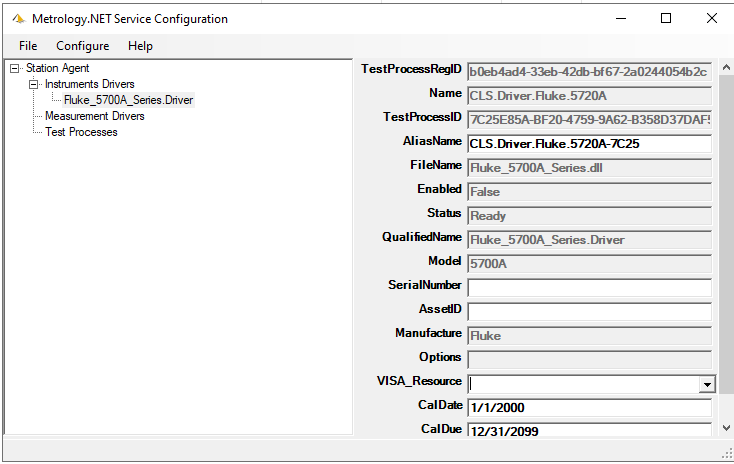 Metrology.NET Service Configuration
File Configure Help
Station Agent
Instruments Drivers
Fluke_5700A_Series.Driver
Measurement Drivers
Test Processes
TestProcessRegID b0eb4ad4-33eb-42db-bf67-2a0244054b2c
Name CLS.Driver.Fluke.5720A
TestProcessID 7C25E85A-BF20-4759-9A62-B358D37DAF5
AliasName CLS.Driver.Fluke.5720A-7C25
FileName Fluke_5700A_Series.dll
Enabled False
Status Ready
QualifiedName Fluke_5700A_Series.Driver
Model 5700A
SerialNumber
AssetID
Manufacture Fluke
Options
VISA_Resource
CalDate 1/1/2000
CalDue 12/31/2099